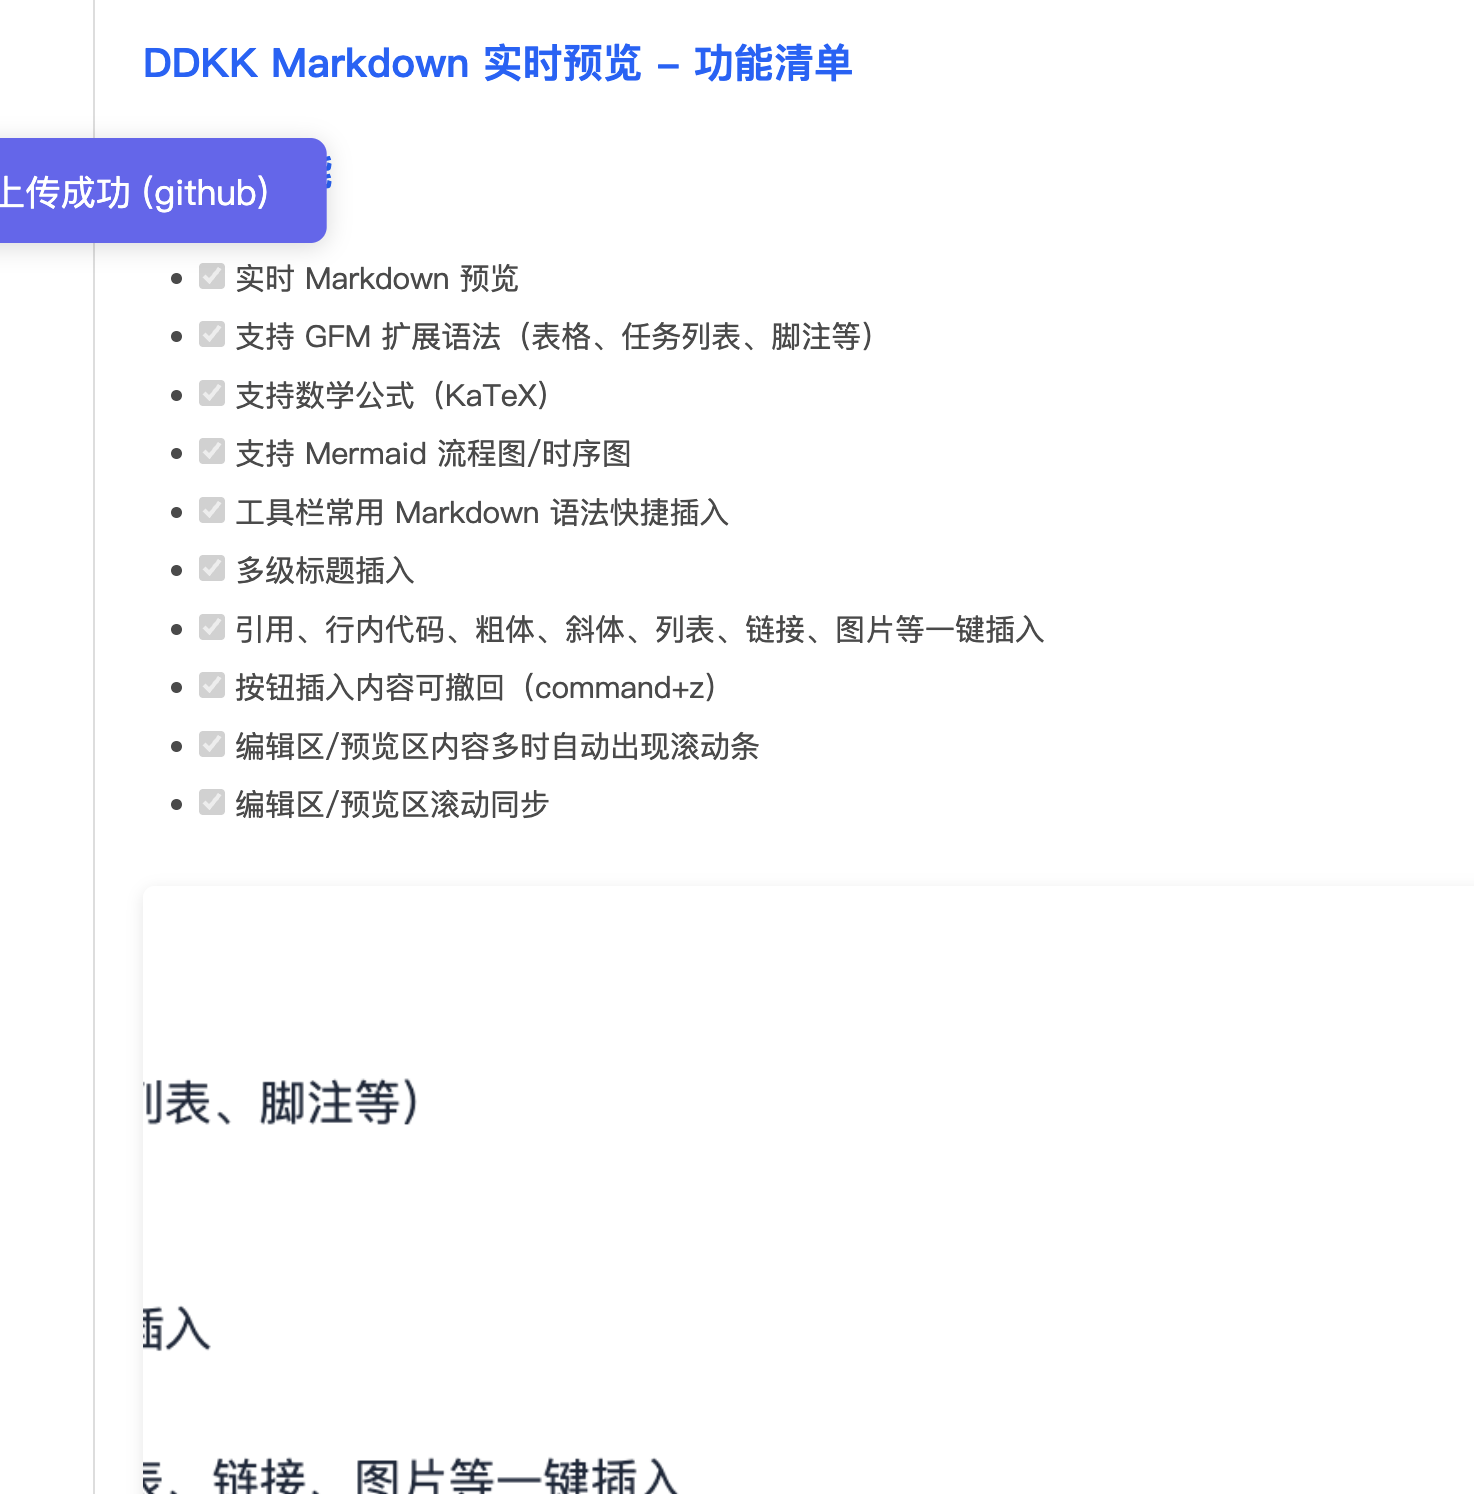 DDKK Markdown 实时预览 – 功能清单
上传成功 (github)
实时 Markdown 预览
支持 GFM 扩展语法（表格、任务列表、脚注等）
支持数学公式（KaTeX）
支持 Mermaid 流程图/时序图
工具栏常用 Markdown 语法快捷插入
多级标题插入
引用、行内代码、粗体、斜体、列表、链接、图片等一键插入
按钮插入内容可撤回（command+z）
编辑区/预览区内容多时自动出现滚动条
编辑区/预览区滚动同步
列表、脚注等）
插入
表、链接、图片等一键插入